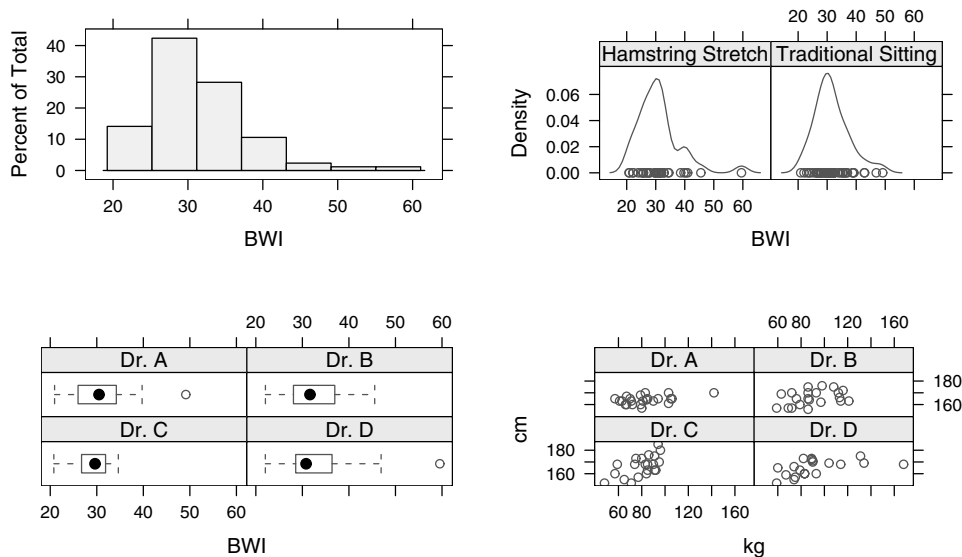 Percent of Total
40
30
20
10
0
20 30 40 50 60
BWI
20 30 40 50 60
Hamstring Stretch Traditional Sitting
Density
0.06
0.04
0.02
0.00
20 30 40 50 60
BWI
20 30 40 50 60
Dr. A Dr. B
Dr. C Dr. D
20 30 40 50 60
BWI
60 80 120 160
Dr. A Dr. B
180
160
cm
Dr. C Dr. D
180
160
60 80 120 160
kg